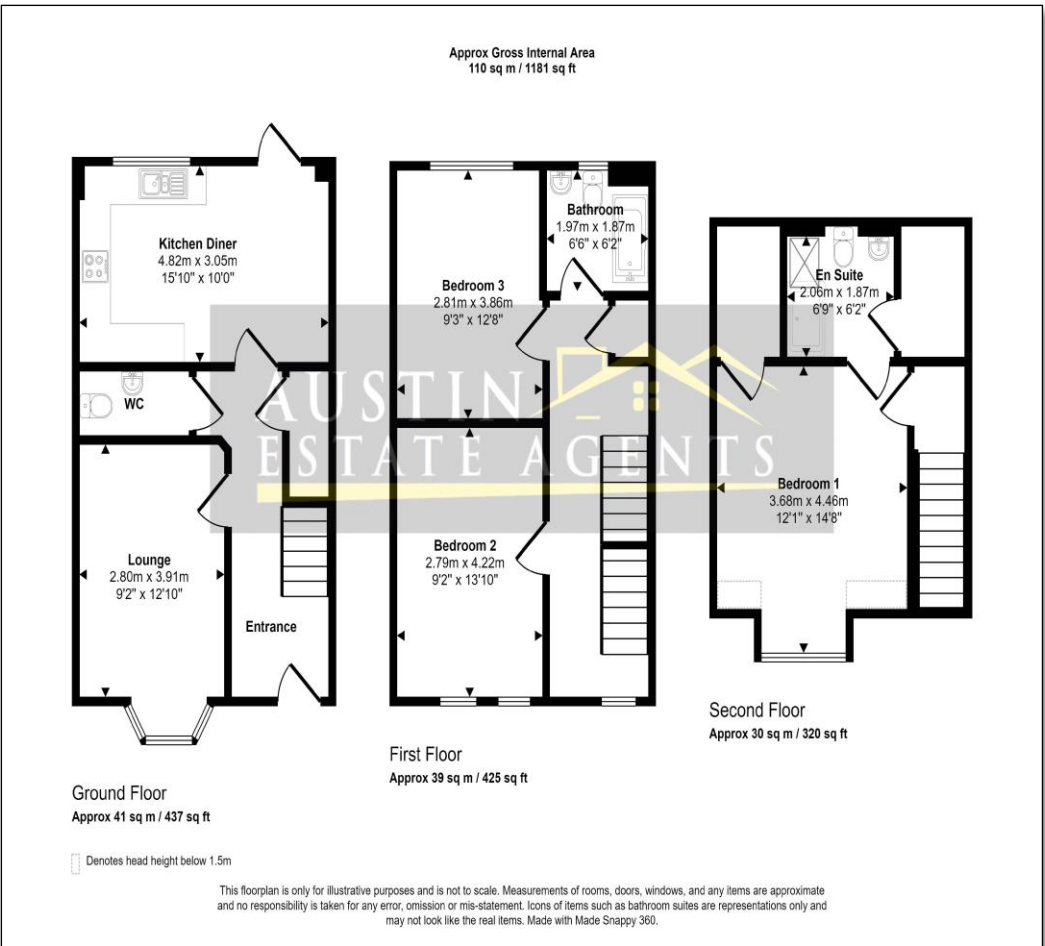 Approx Gross Internal Area
110 sq m / 1181 sq ft
Kitchen Diner
4.82m x 3.05m
15'10" x 10'0"
WC
Lounge
2.80m x 3.91m
9'2" x 12'10"
Entrance
Ground Floor
Approx 41 sq m / 437 sq ft
Bathroom
1.97m x 1.87m
6'6" x 6'2"
Bedroom 3
2.81m x 3.86m
9'3" x 12'8"
Bedroom 2
2.79m x 4.22m
9'2" x 13'10"
First Floor
Approx 39 sq m / 425 sq ft
En Suite
2.06m x 1.87m
6'9" x 6'2"
Bedroom 1
3.68m x 4.46m
12'1" x 14'8"
Second Floor
Approx 30 sq m / 320 sq ft
AUSTIN
ESTATE AGENTS
Denotes head height below 1.5m
This floorplan is only for illustrative purposes and is not to scale. Measurements of rooms, doors, windows, and any items are approximate
and no responsibility is taken for any error, omission or mis-statement. Icons of items such as bathroom suites are representations only and
may not look like the real items. Made with Made Snappy 360.